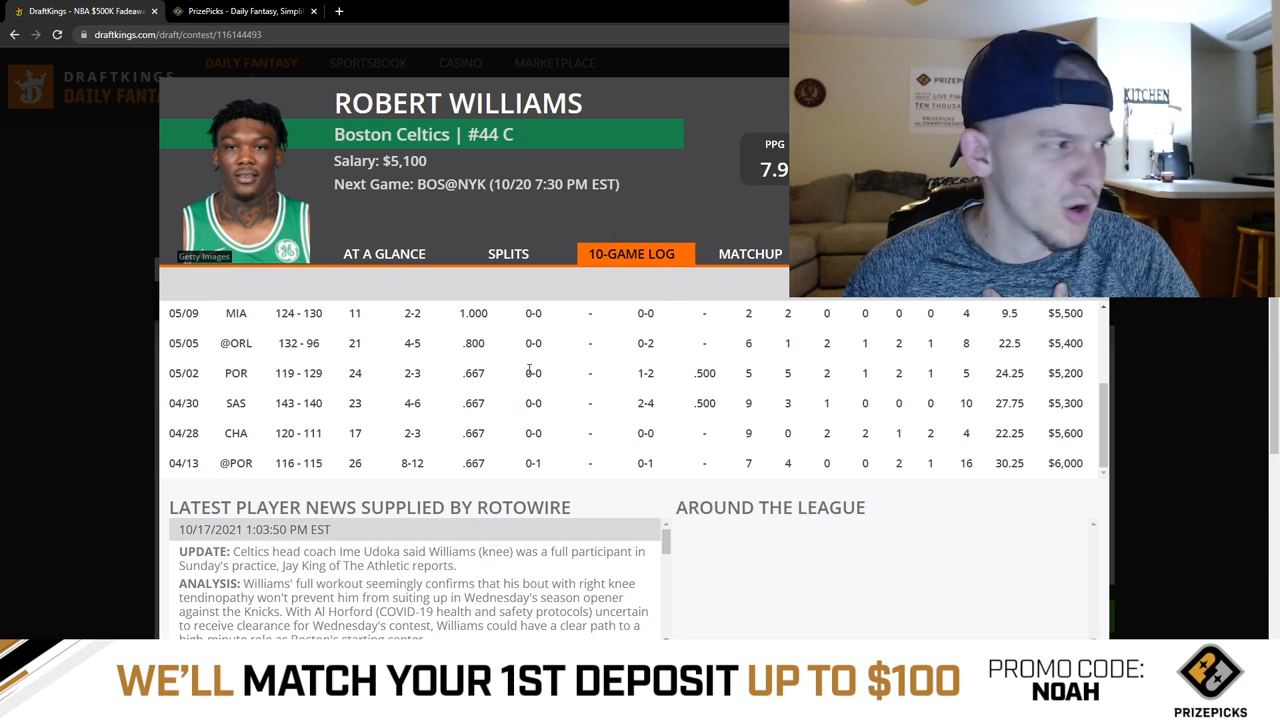 DraftKings - NBA $500K Fadeaw
PrizePicks - Daily Fantasy, Simpli
draftkings.com/draft/contest/116144493
DRAFTKINGS
DAILY FANTA
DAILY FANTASY SPORTSBOOK CASINO MARKETPLACE
ROBERT WILLIAMS
Boston Celtics | #44 C
Salary: $5,100
Next Game: BOS@NYK (10/20 7:30 PM EST)
PPG
7.9
Getty Images
AT A GLANCE SPLITS 10-GAME LOG MATCHUP
05/09 MIA 124 - 130 11 2-2 1.000 0-0 - 0-0 - 2 2 0 0 0 0 4 9.5 $5,500
05/05 @ORL 132 - 96 21 4-5 .800 0-0 - 0-2 - 6 1 2 1 2 1 8 22.5 $5,400
05/02 POR 119 - 129 24 2-3 .667 0-0 - 1-2 .500 5 5 2 1 2 1 5 24.25 $5,200
04/30 SAS 143 - 140 23 4-6 .667 0-0 - 2-4 .500 9 3 1 0 0 0 10 27.75 $5,300
04/28 CHA 120 - 111 17 2-3 .667 0-0 - 0-0 - 9 0 2 2 1 2 4 22.25 $5,600
04/13 @POR 116 - 115 26 8-12 .667 0-1 - 0-1 - 7 4 0 0 2 1 16 30.25 $6,000
LATEST PLAYER NEWS SUPPLIED BY ROTOWIRE
10/17/2021 1:03:50 PM EST
UPDATE: Celtics head coach Ime Udoka said Williams (knee) was a full participant in
Sunday's practice, Jay King of The Athletic reports.
ANALYSIS: Williams' full workout seemingly confirms that his bout with right knee
tendinopathy won't prevent him from suiting up in Wednesday's season opener
against the Knicks. With Al Horford (COVID-19 health and safety protocols) uncertain
to receive clearance for Wednesday's contest, Williams could have a clear path to a
high-minute role as Boston's starting center.
AROUND THE LEAGUE
PRIZEPICKS
LIVE FIN
TEN THOUSA
KITCHEN
WE'LL MATCH YOUR 1ST DEPOSIT UP TO $100
PROMO CODE:
NOAH
PRIZEPICKS